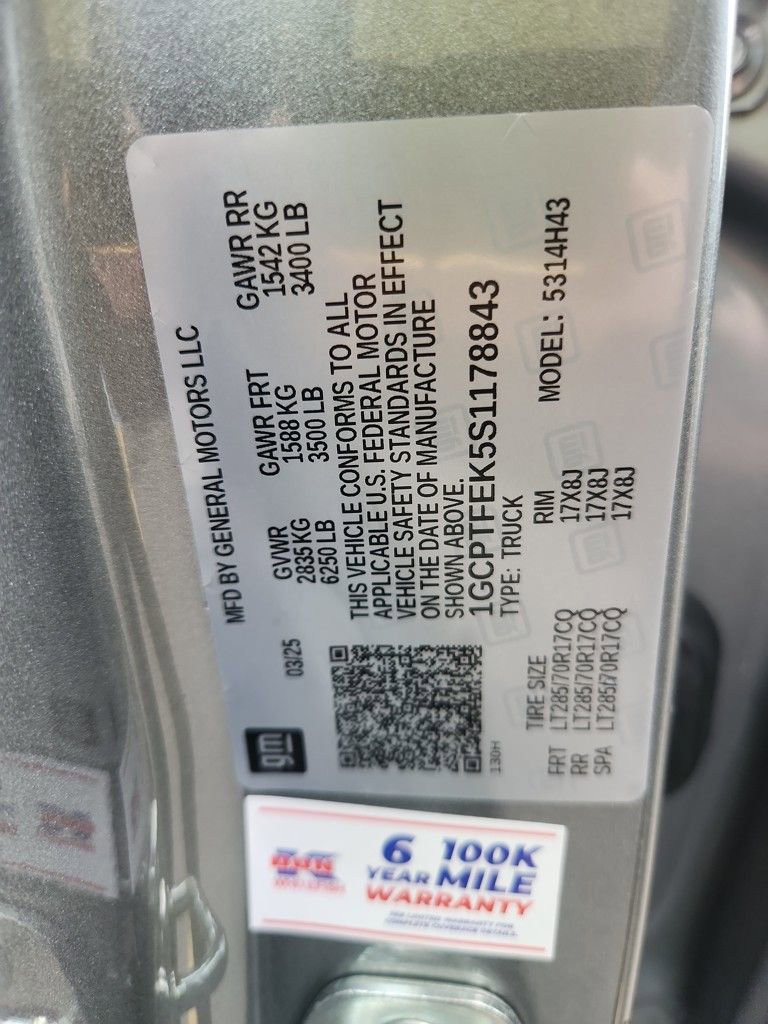 MFD BY GENERAL MOTORS LLC
gm
03/25
GVWR GAWR FRT GAWR RR
2835 KG 1588 KG 1542 KG
6250 LB 3500 LB 3400 LB
THIS VEHICLE CONFORMS TO ALL
APPLICABLE U.S. FEDERAL MOTOR
VEHICLE SAFETY STANDARDS IN EFFECT
ON THE DATE OF MANUFACTURE
SHOWN ABOVE.
1GCPTFEK5S1178843
130H
TYPE: TRUCK MODEL: 5314H43
TIRE SIZE RIM
FRT LT285/70R17CQ 17X8J
RR LT285/70R17CQ 17X8J
SPA LT285/70R17CQ 17X8J
6 YEAR
100K MILE
WARRANTY